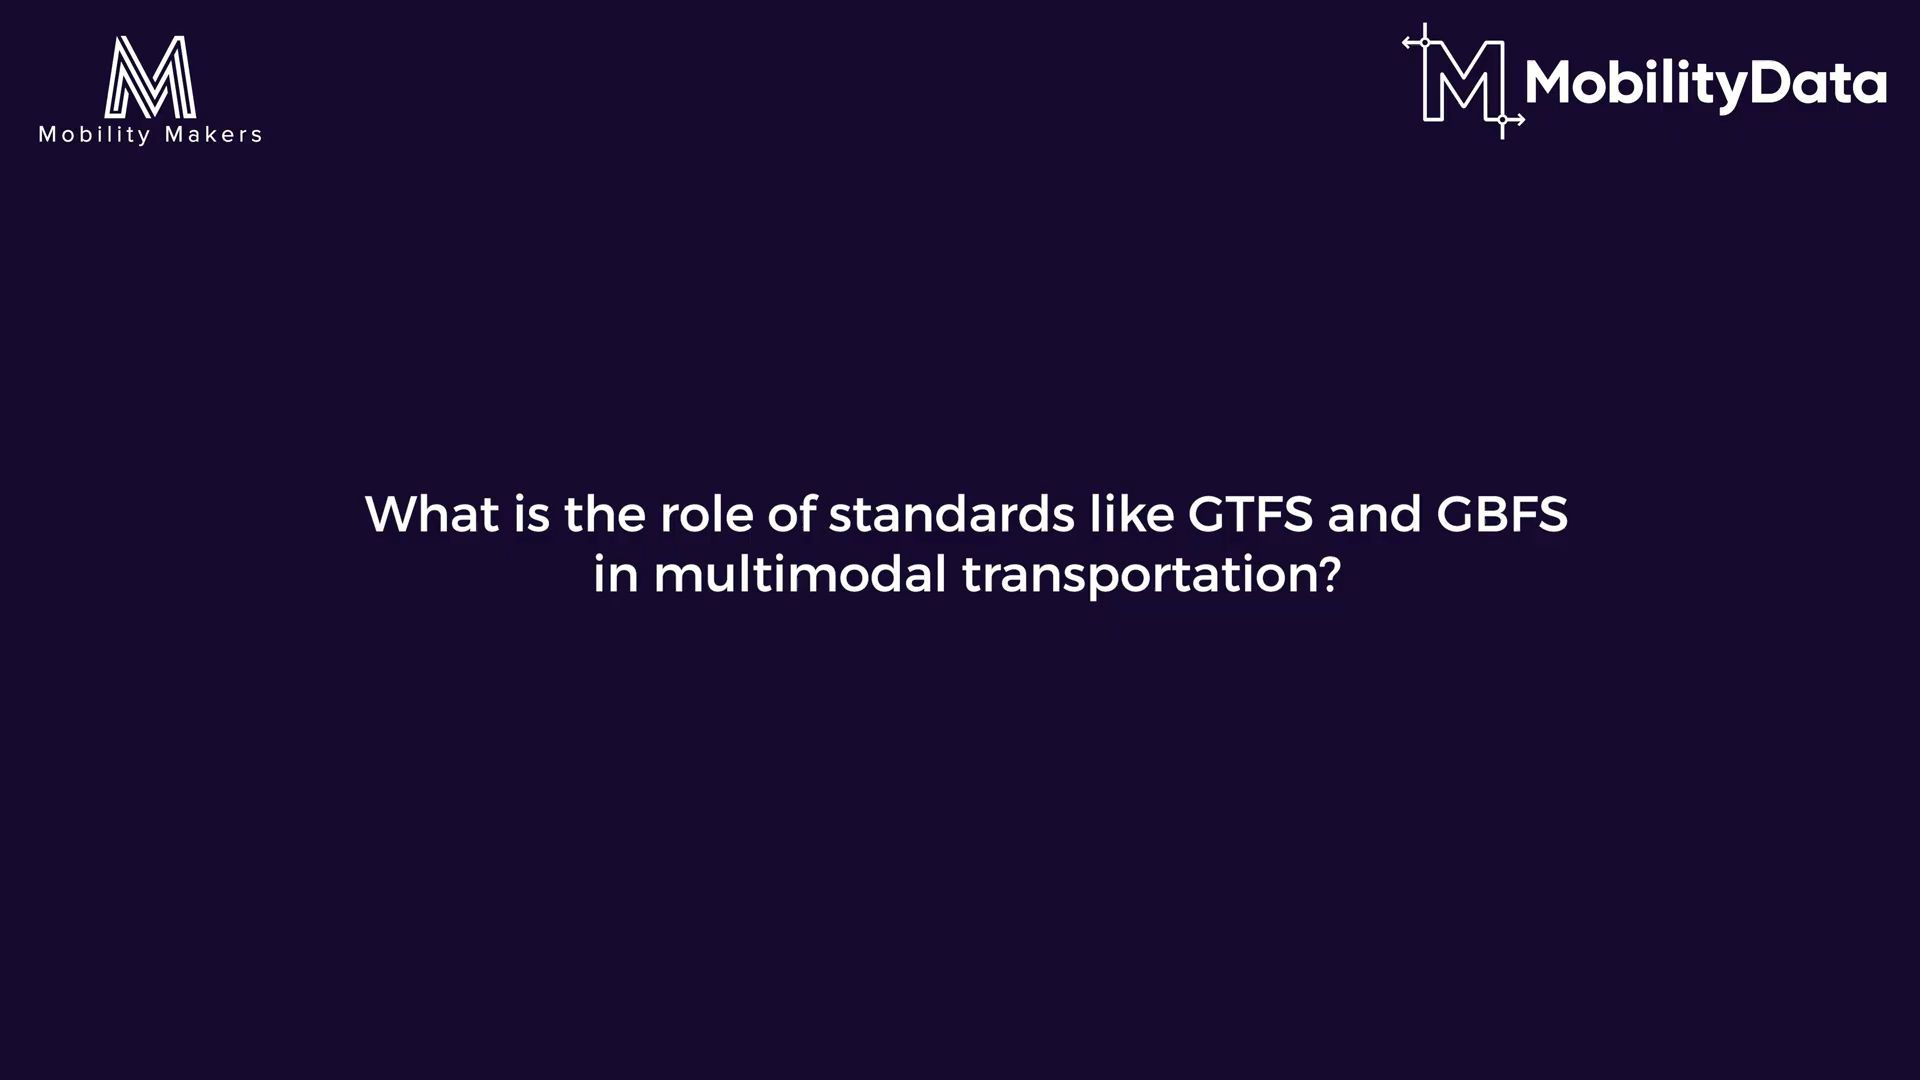 Mobility Makers
MobilityData
What is the role of standards like GTFS and GBFS
in multimodal transportation?